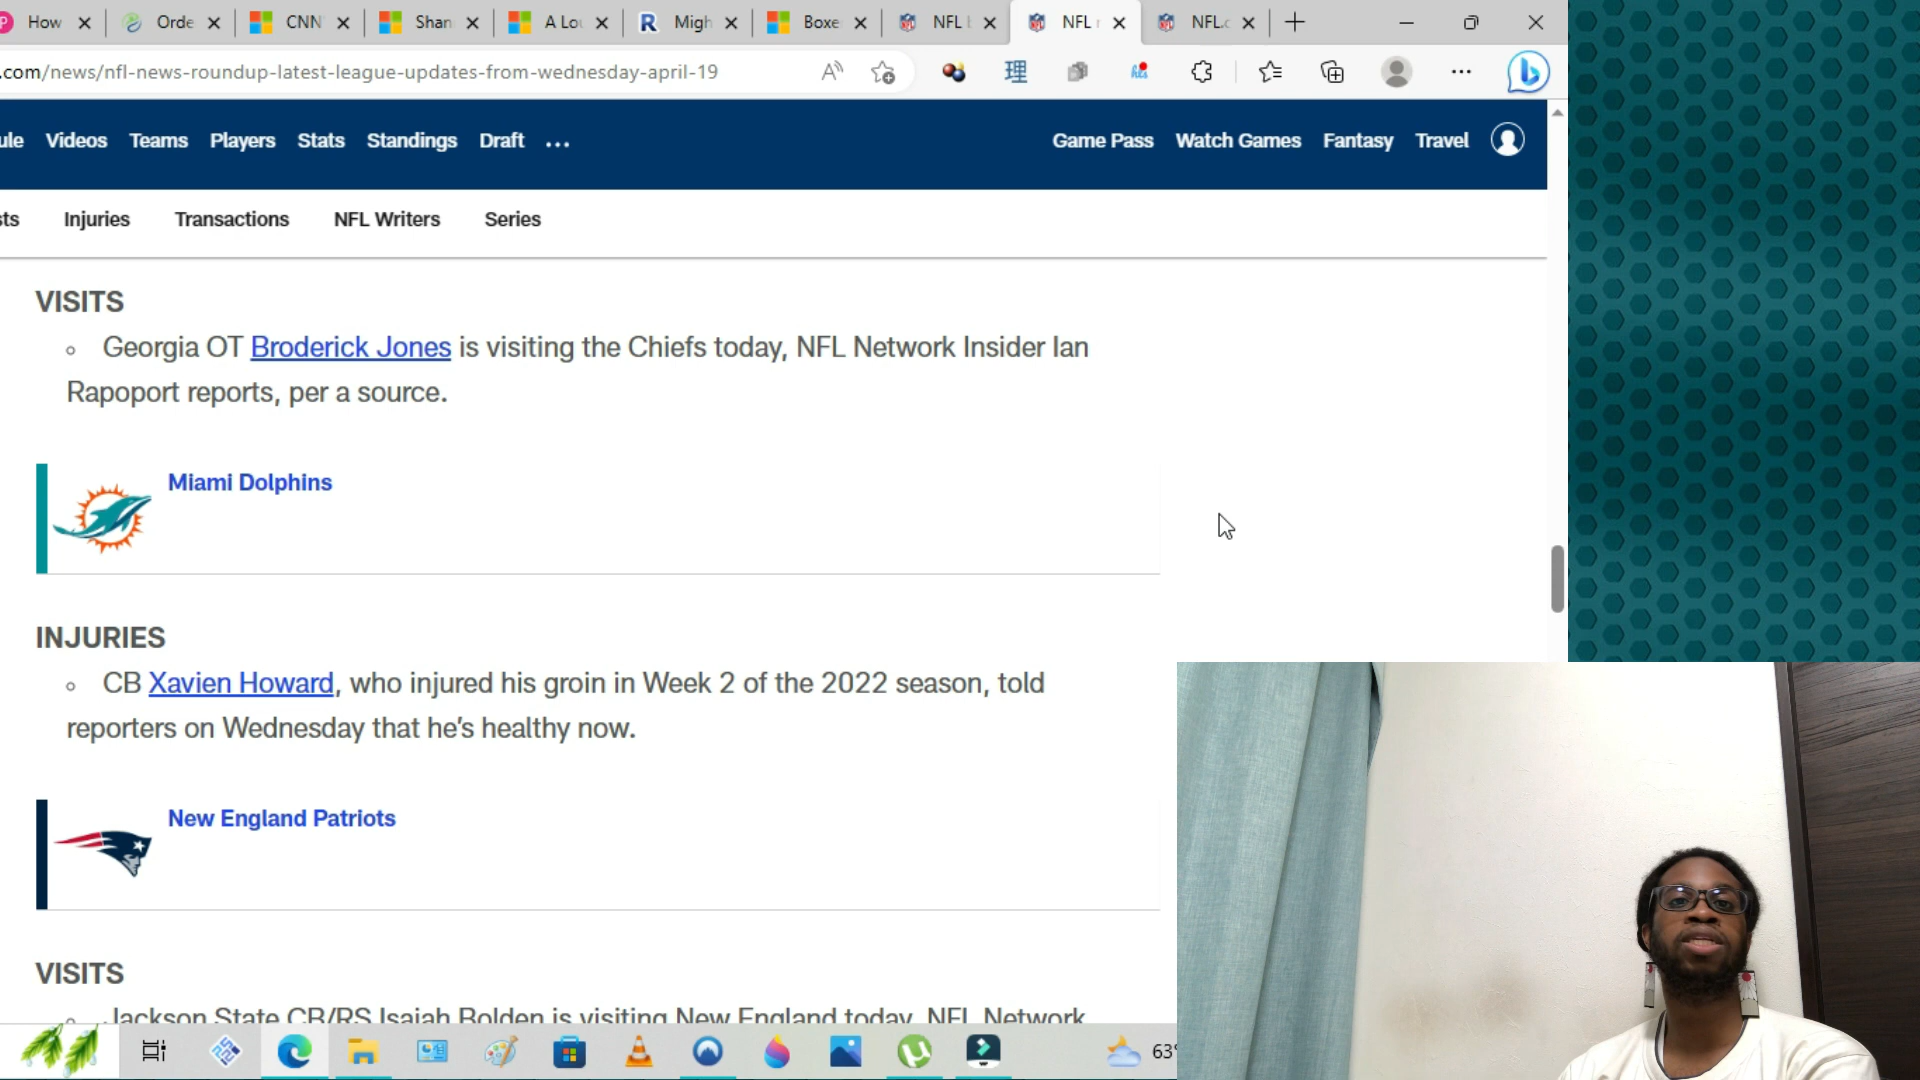 How
Orde
CNN
Shan
A Lo
Migh
Boxe
NFL
NFL
NFL.c
.com/news/nfl-news-roundup-latest-league-updates-from-wednesday-april-19
理
ule Videos Teams Players Stats Standings Draft ...
Game Pass Watch Games Fantasy Travel
sts Injuries Transactions NFL Writers Series
VISITS
Georgia OT Broderick Jones is visiting the Chiefs today, NFL Network Insider Ian
Rapoport reports, per a source.
Miami Dolphins
INJURIES
CB Xavien Howard, who injured his groin in Week 2 of the 2022 season, told
reporters on Wednesday that he's healthy now.
New England Patriots
VISITS
Jackson State CB/RS Isaiah Bolden is visiting New England today, NFL Network
63°